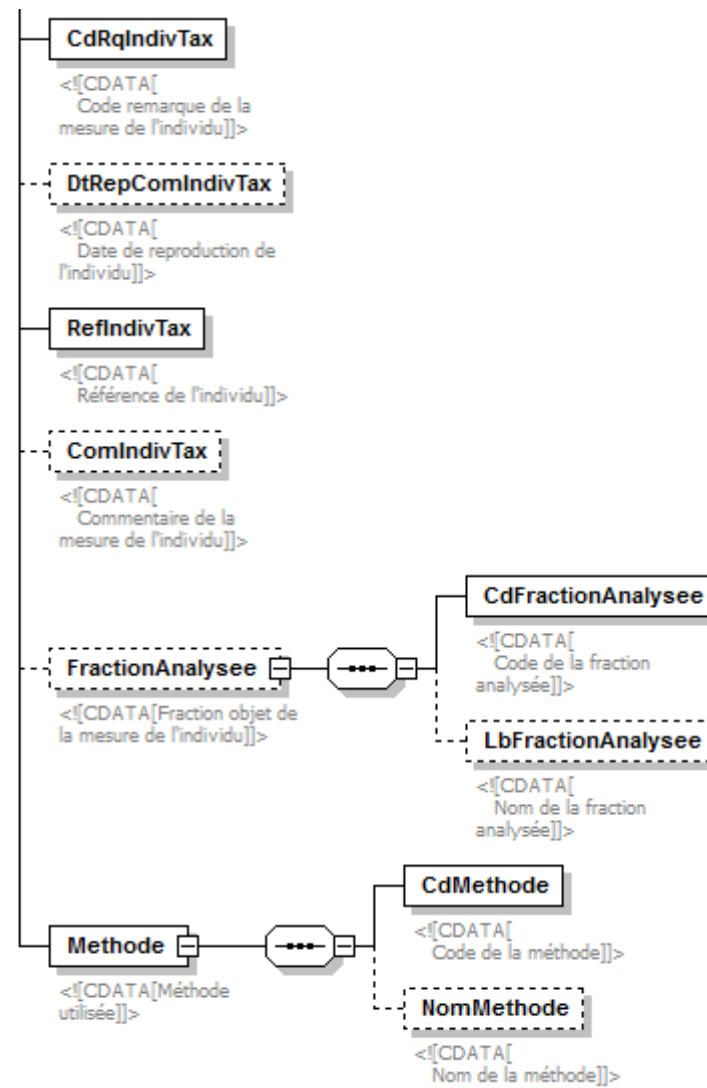 CdRqIndivTax
<![CDATA[
Code remarque de la
mesure de l'individu]]>
DtRepComIndivTax
<![CDATA[
Date de reproduction de
l'individu]]>
RefIndivTax
<![CDATA[
Référence de l'individu]]>
ComIndivTax
<![CDATA[
Commentaire de la
mesure de l'individu]]>
FractionAnalysee
<![CDATA[Fraction objet de
la mesure de l'individu]]>
CdFractionAnalysee
<![CDATA[
Code de la fraction
analysée]]>
LbFractionAnalysee
<![CDATA[
Nom de la fraction
analysée]]>
Methode
<![CDATA[Méthode
utilisée]]>
CdMethode
<![CDATA[
Code de la méthode]]>
NomMethode
<![CDATA[
Nom de la méthode]]>